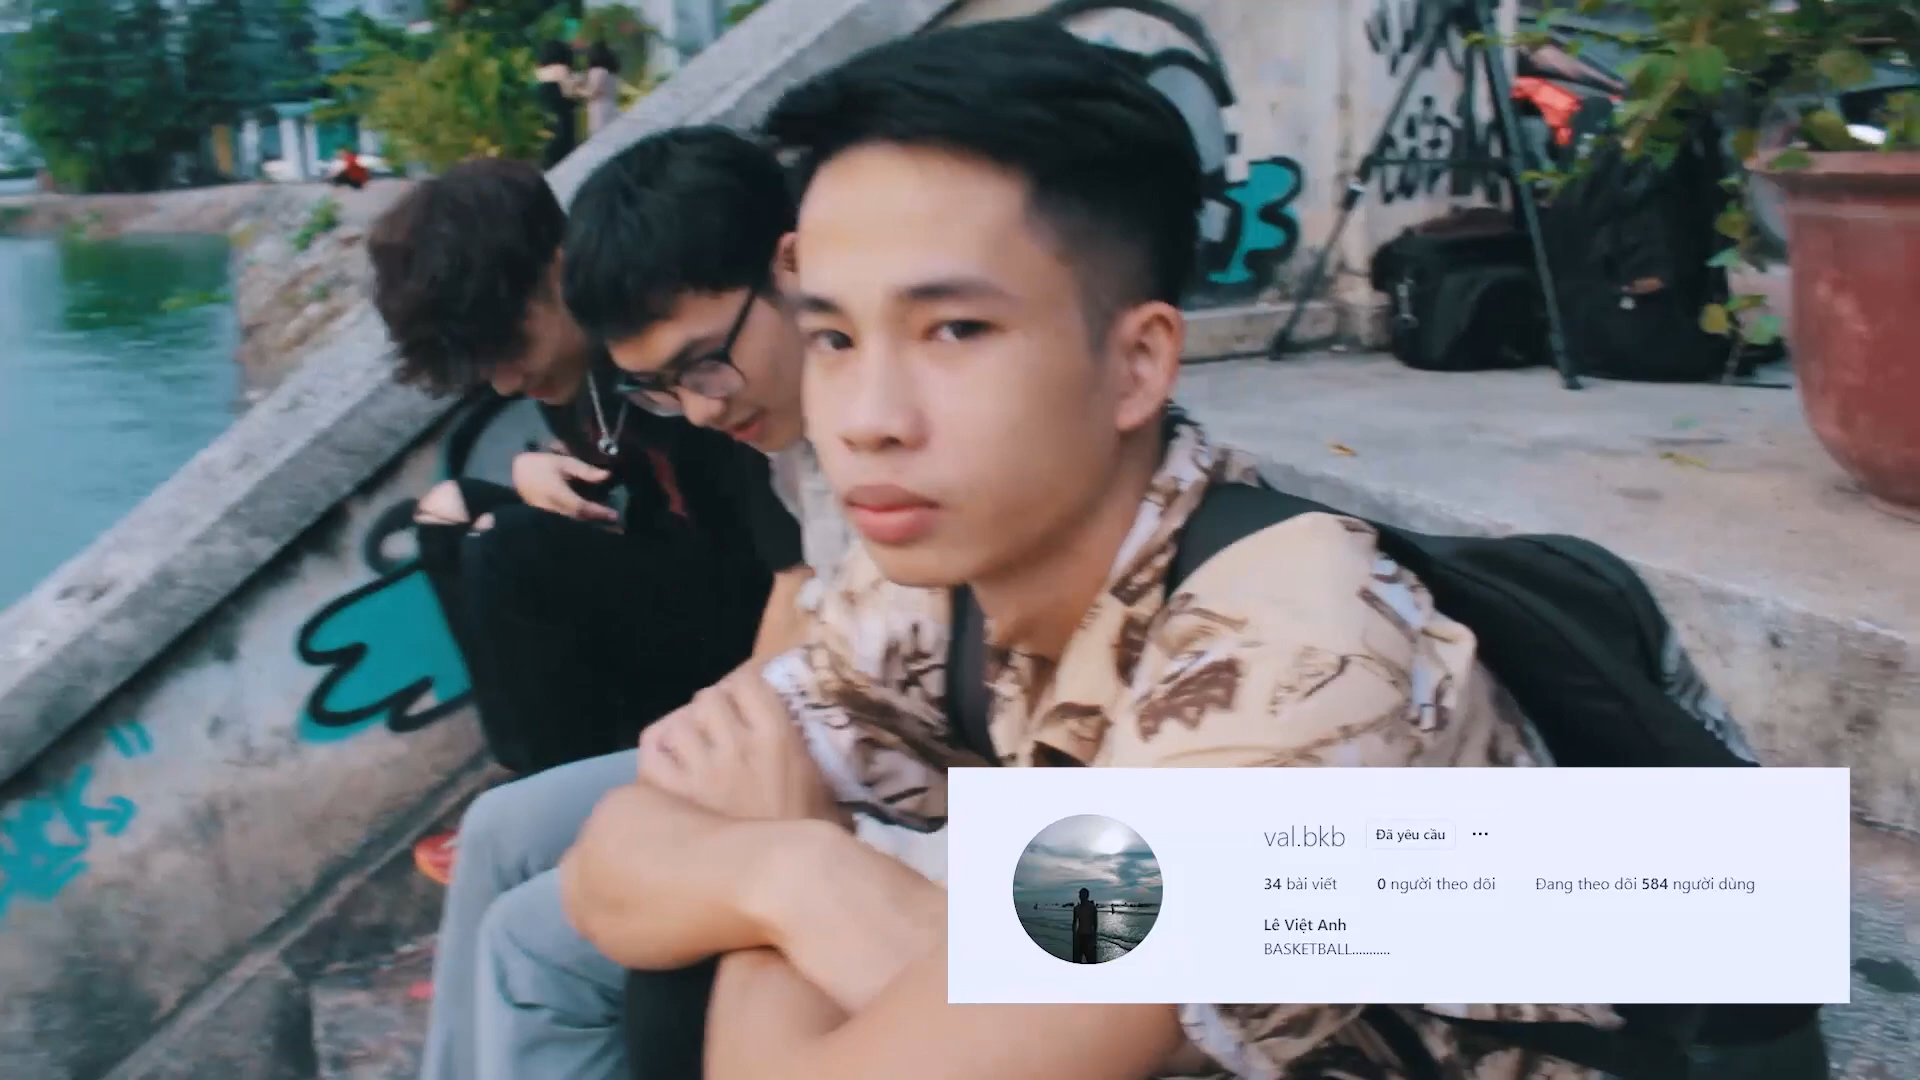 val.bkb Đã yêu cầu ...
34 bài viết 0 người theo dõi Đang theo dõi 584 người dùng
Lê Việt Anh
BASKETBALL...........